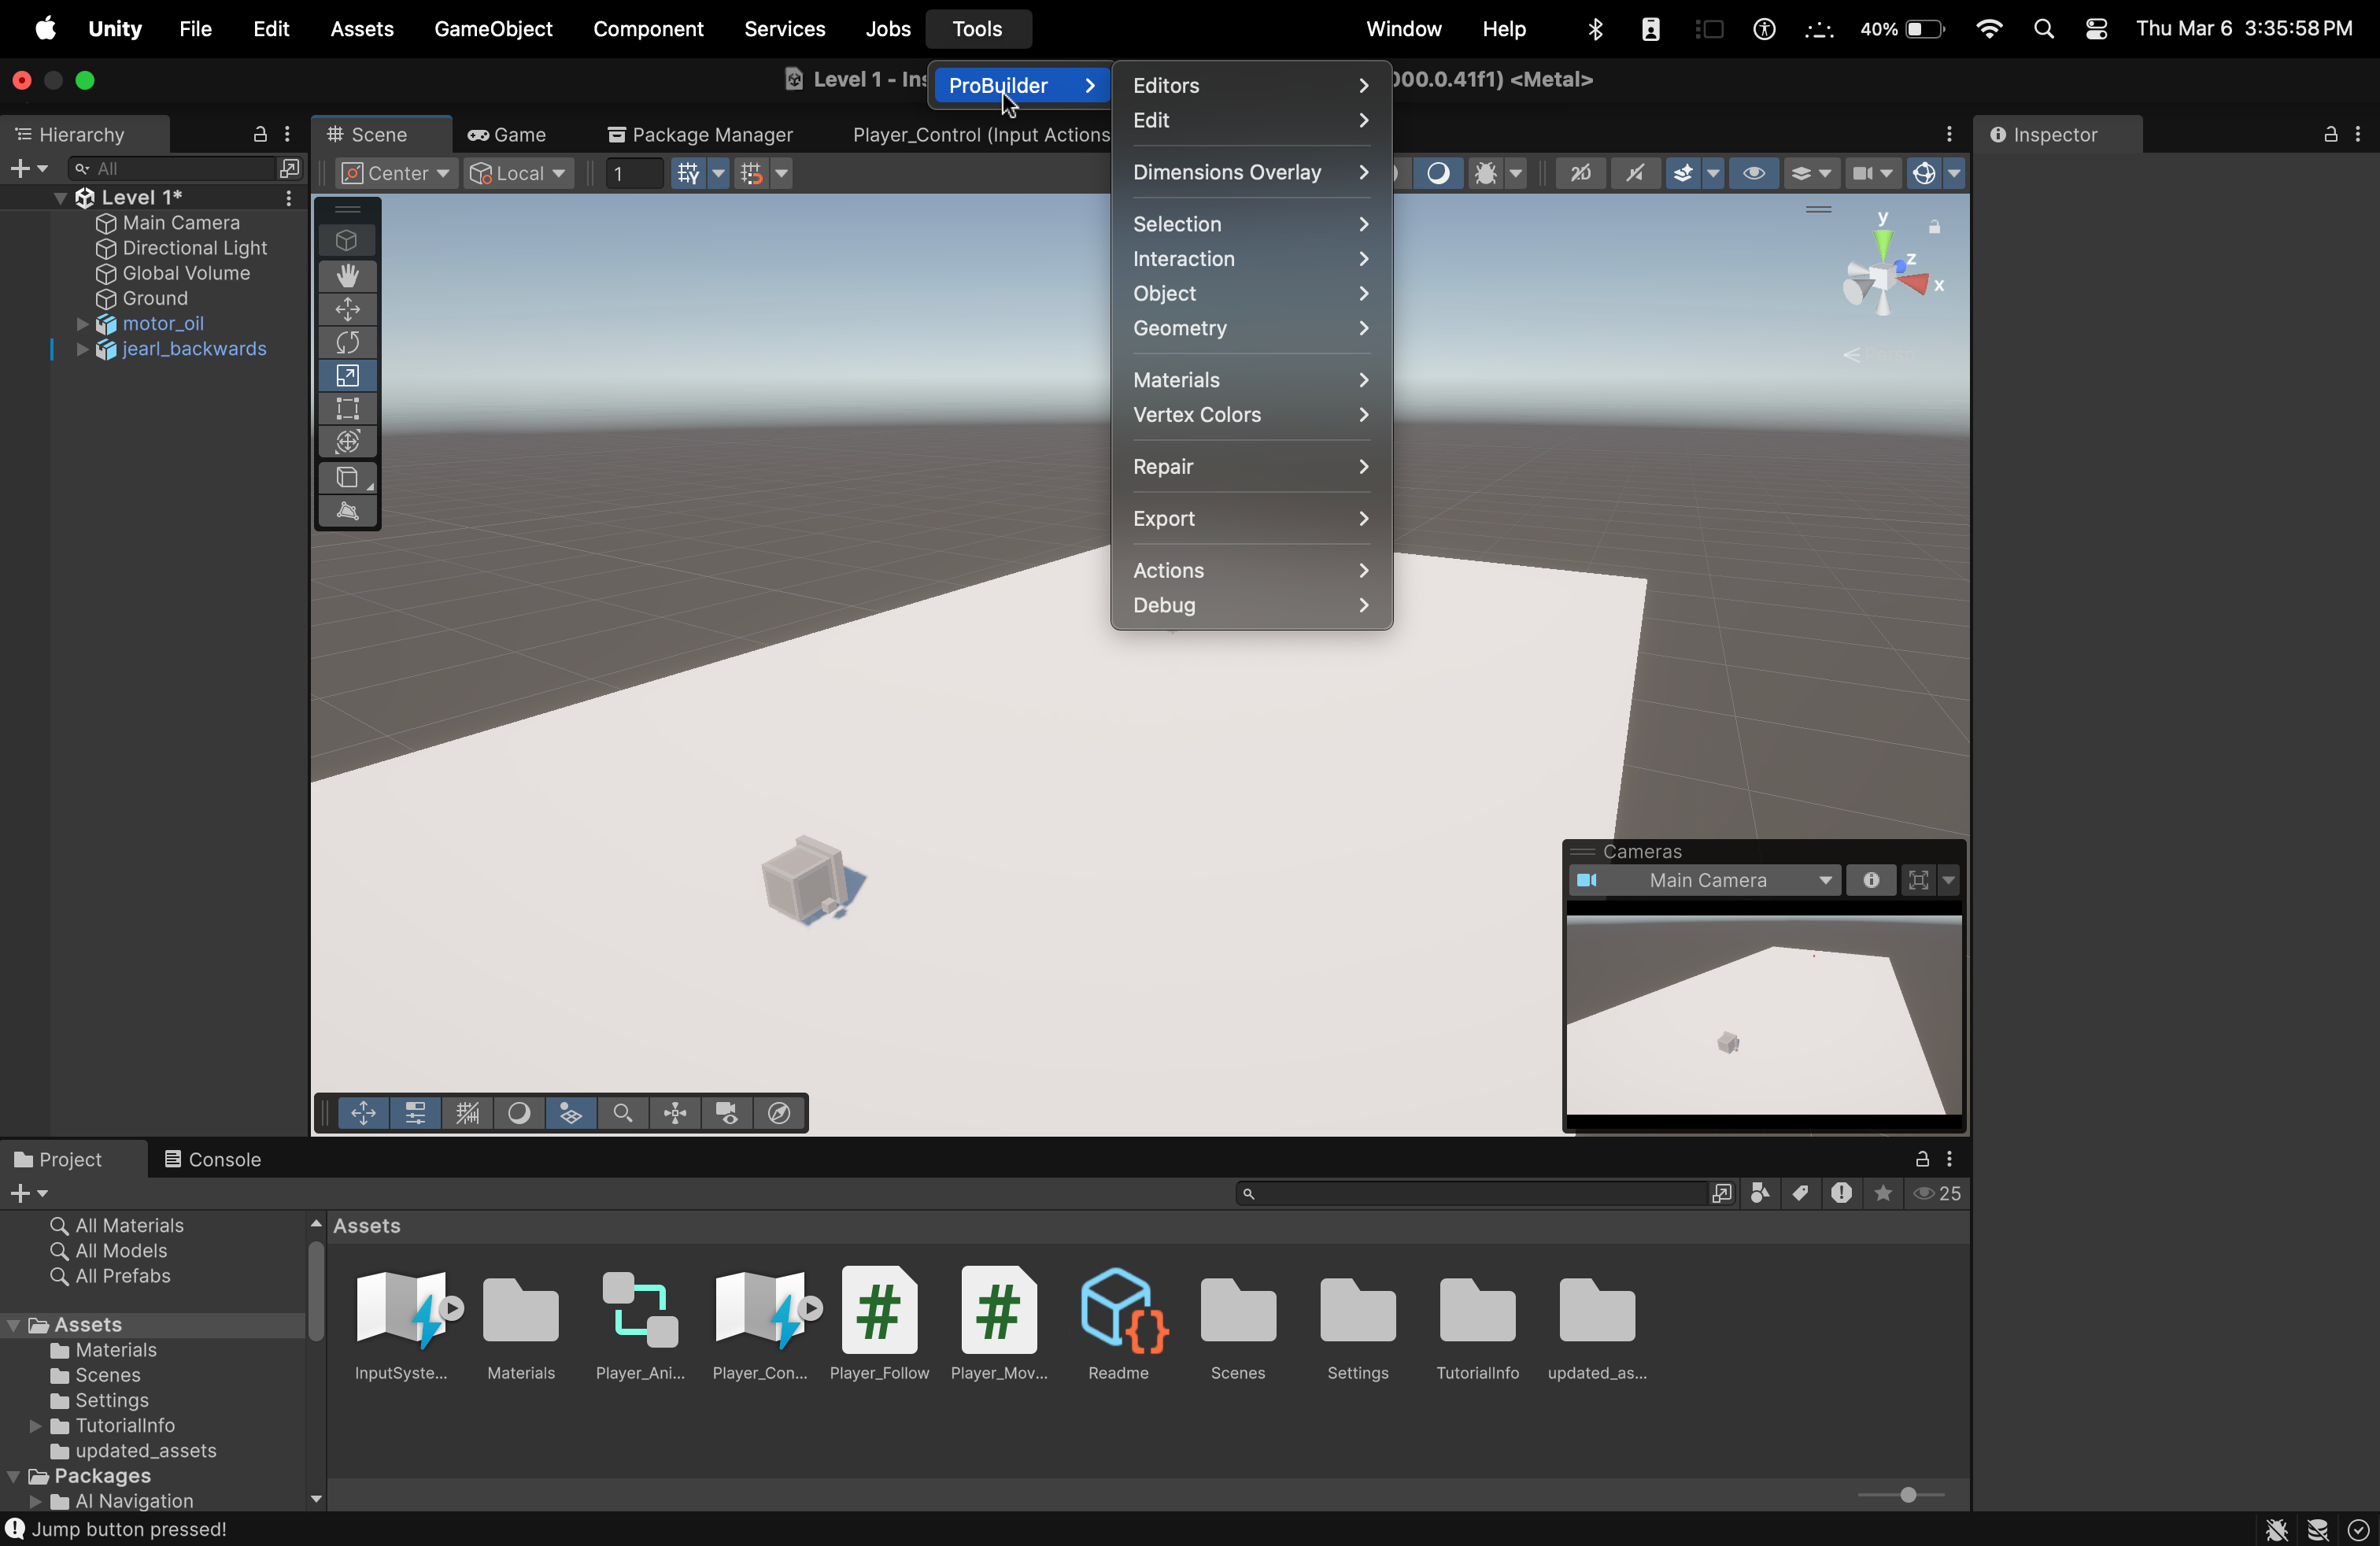 Unity File Edit Assets GameObject Component Services Jobs Tools Window Help 40% Thu Mar 6 3:35:58 PM
Level 1 - Ins 000.0.41f1) <Metal>
ProBuilder
Editors
Edit
Dimensions Overlay
Selection
Interaction
Object
Geometry
Materials
Vertex Colors
Repair
Export
Actions
Debug
Hierarchy
All
Level 1*
Main Camera
Directional Light
Global Volume
Ground
motor_oil
jearl_backwards
Scene Game Package Manager Player_Control (Input Actions
Center Local 1 2D
y
z
x
Inspector
Cameras
Main Camera
Project Console
25
All Materials
All Models
All Prefabs
Assets
Materials
Scenes
Settings
TutorialInfo
updated_assets
Packages
AI Navigation
Assets
InputSyste... Materials Player_Ani... Player_Con... Player_Follow Player_Mov... Readme Scenes Settings TutorialInfo updated_as...
Jump button pressed!